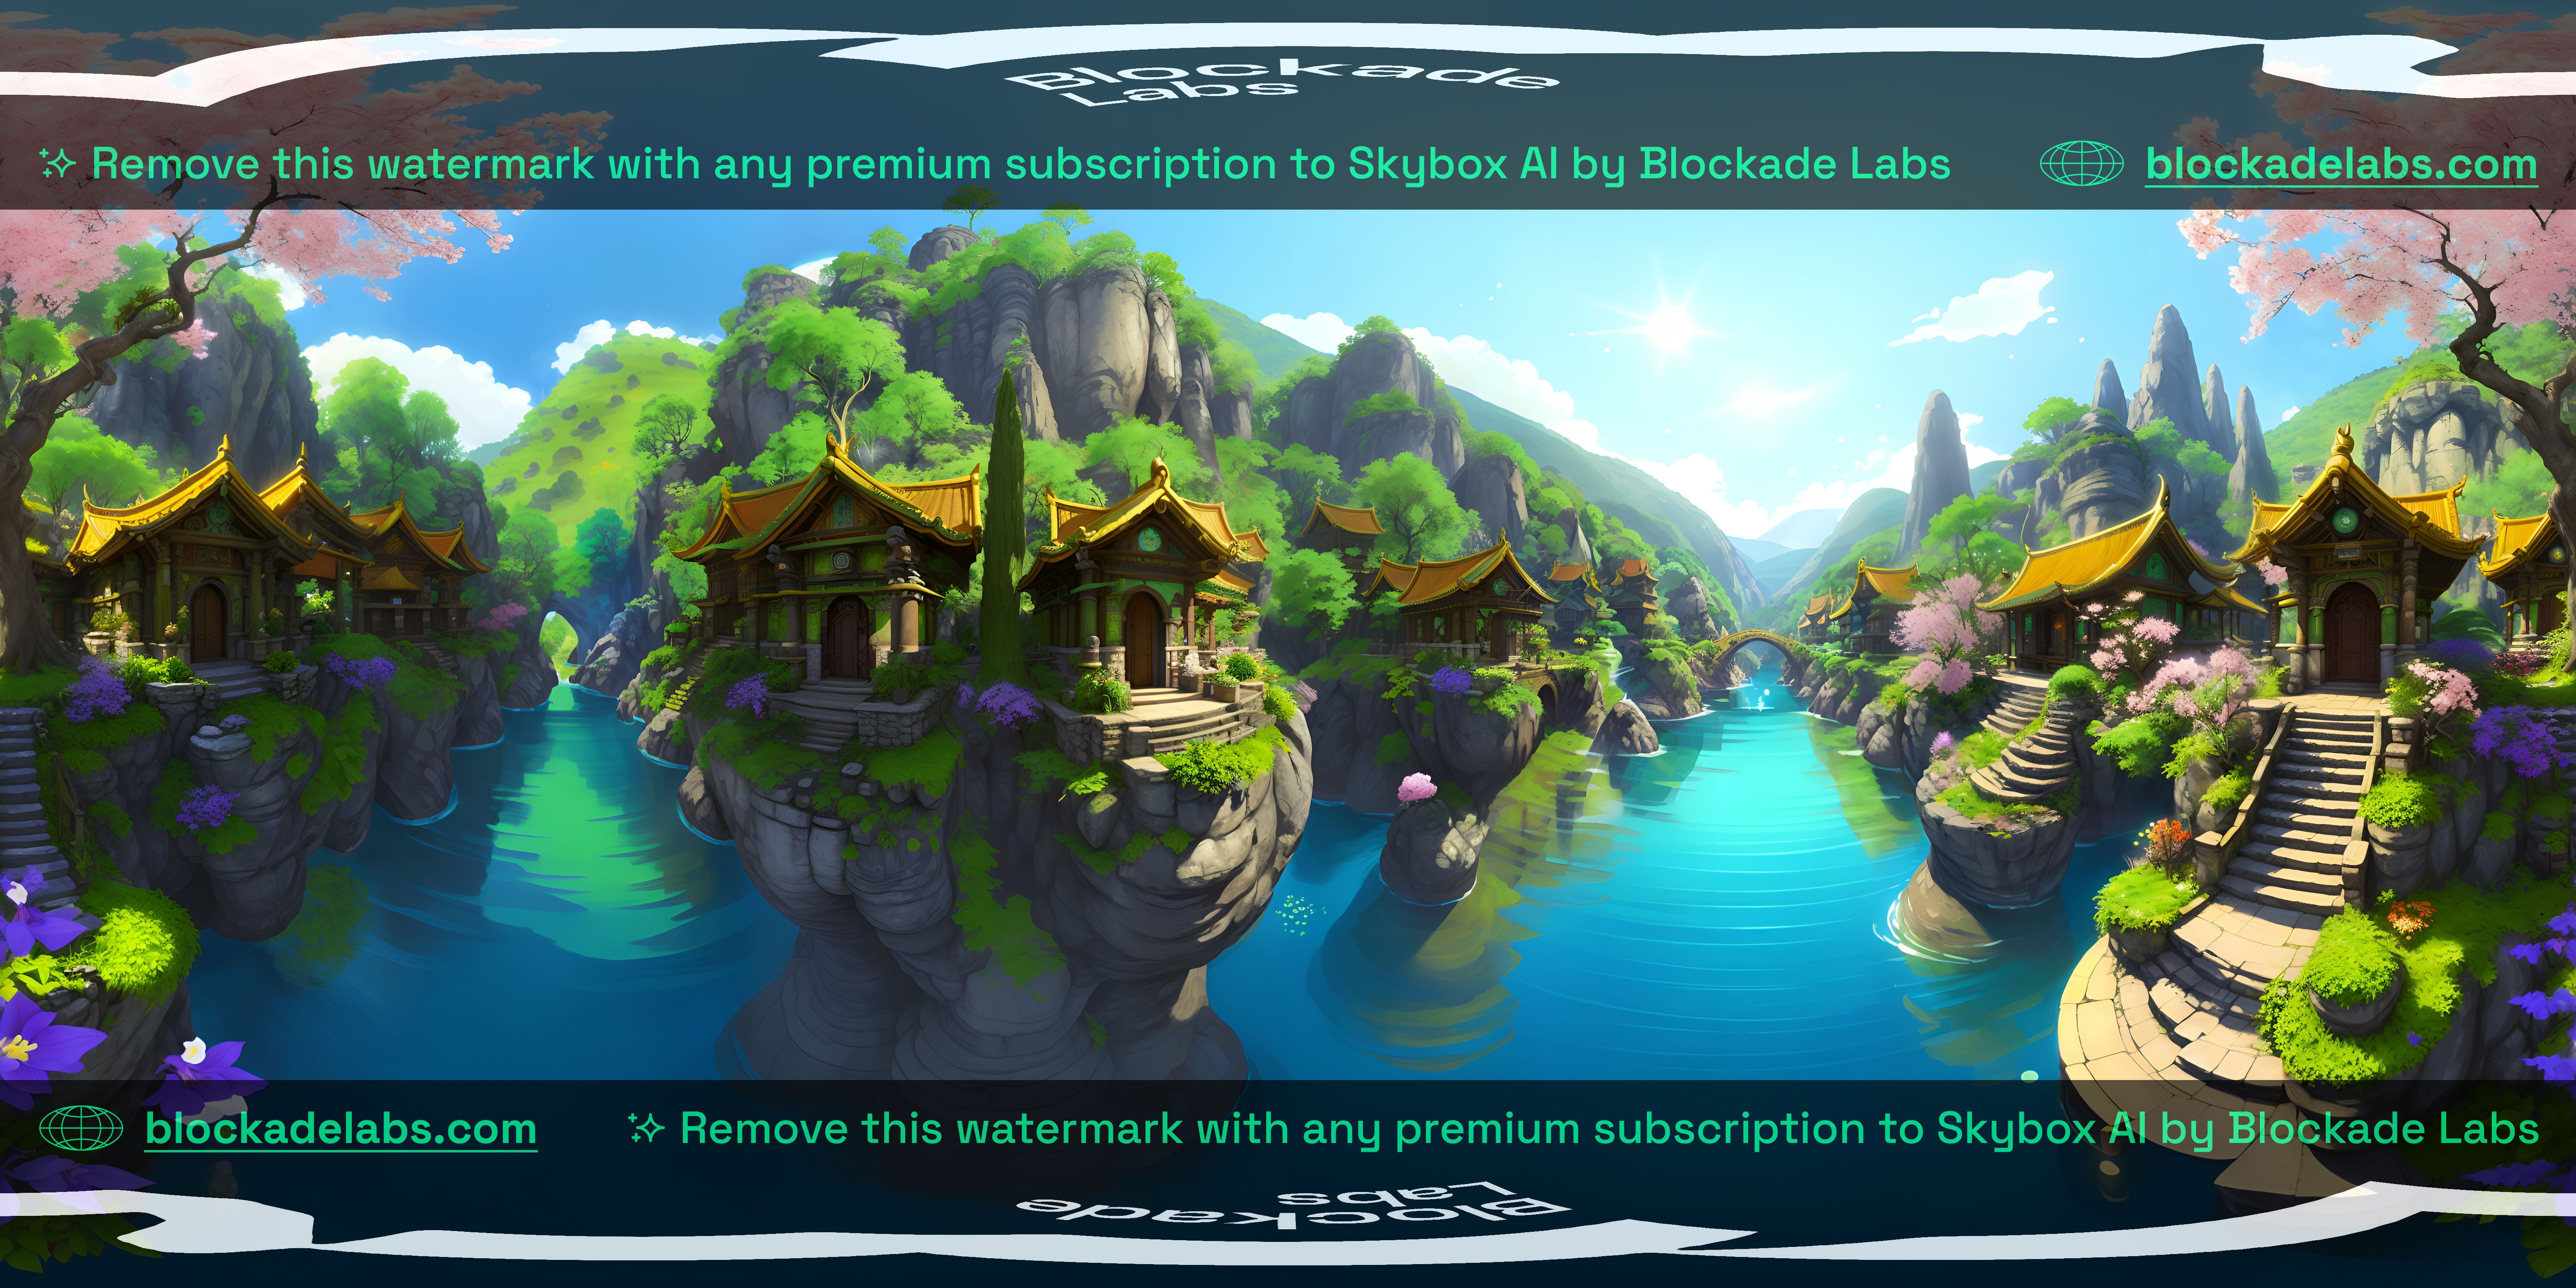 Blockade
Labs
Remove this watermark with any premium subscription to Skybox AI by Blockade Labs
blockadelabs.com
blockadelabs.com
Remove this watermark with any premium subscription to Skybox AI by Blockade Labs
Blockade
Labs